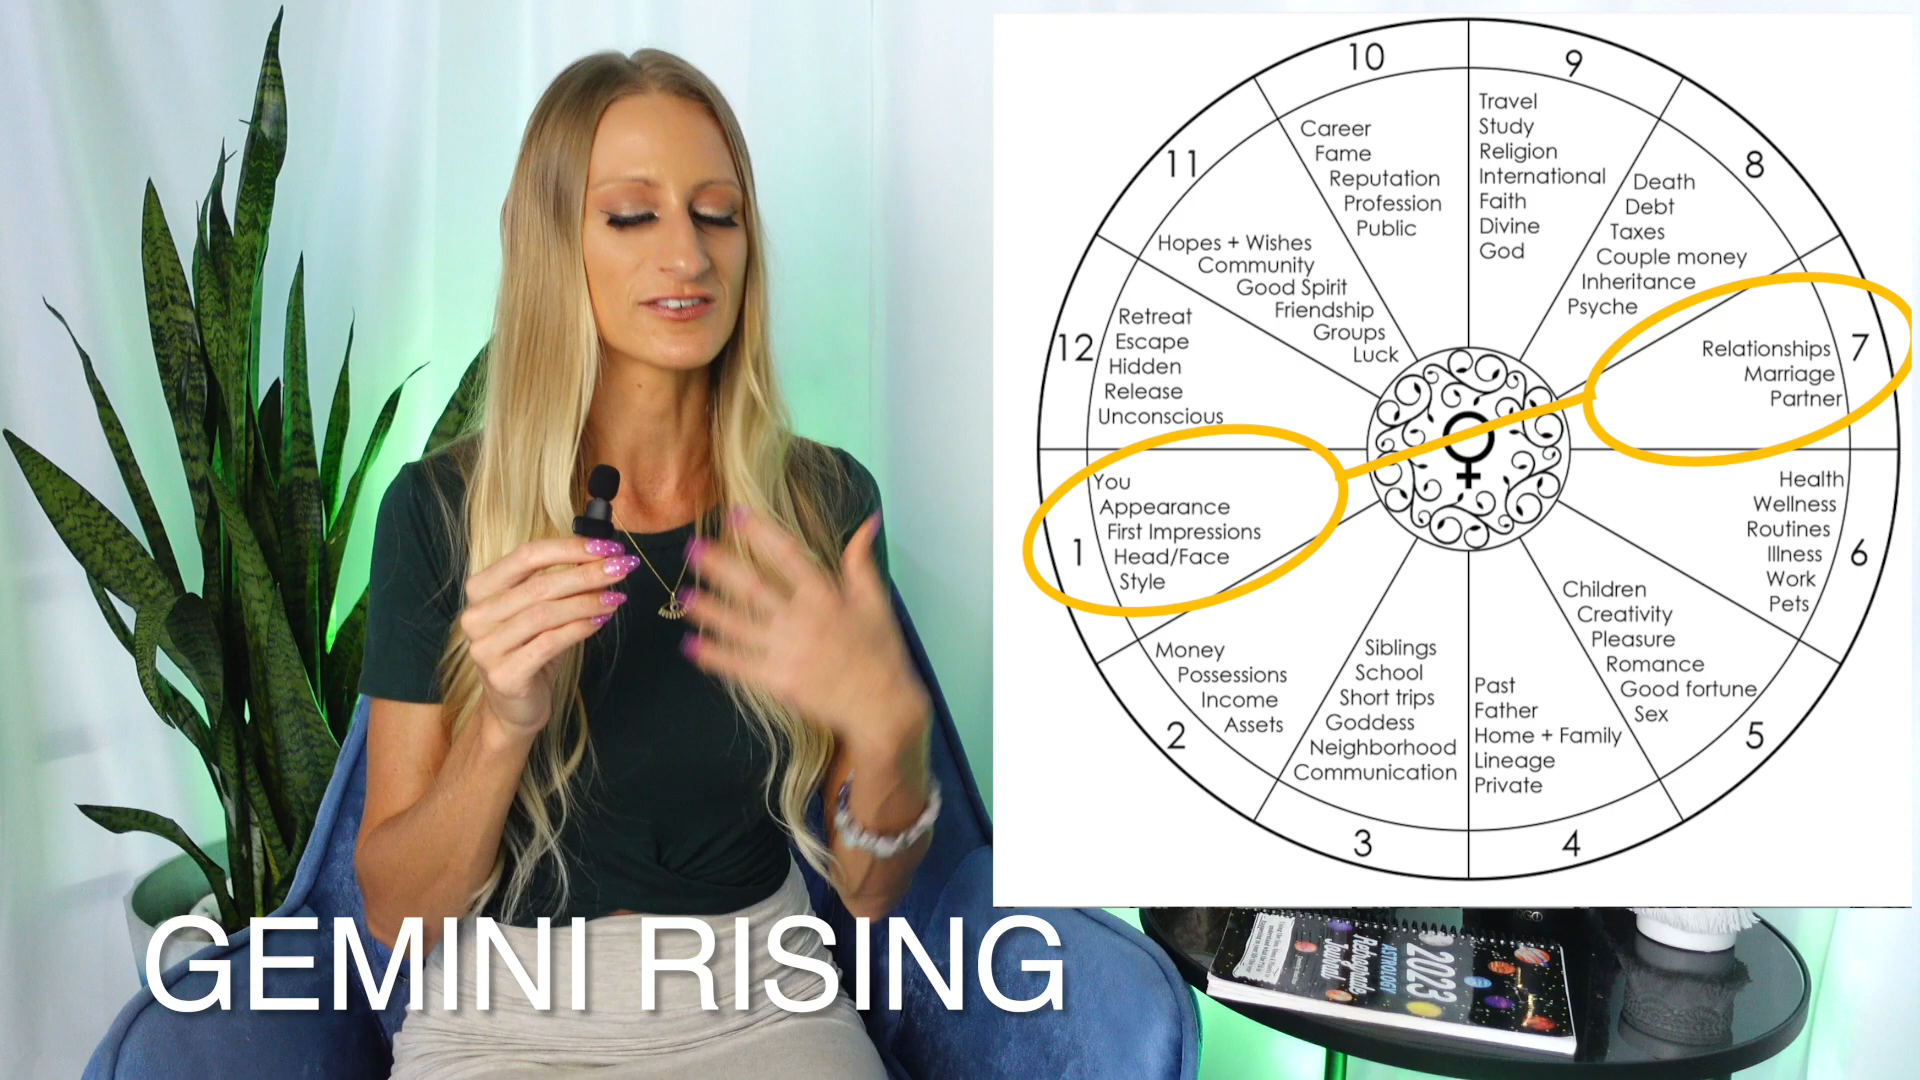 10
Career
Fame
Reputation
Profession
Public
9
Travel
Study
Religion
International
Faith
Divine
God
8
Death
Debt
Taxes
Couple money
Inheritance
Psyche
7
Relationships
Marriage
Partner
6
Health
Wellness
Routines
Illness
Work
Pets
5
Children
Creativity
Pleasure
Romance
Good fortune
Sex
4
Past
Father
Home + Family
Lineage
Private
3
Siblings
School
Short trips
Goddess
Neighborhood
Communication
2
Money
Possessions
Income
Assets
1
You
Appearance
First Impressions
Head/Face
Style
12
Retreat
Escape
Hidden
Release
Unconscious
11
Hopes + Wishes
Community
Good Spirit
Friendship
Groups
Luck
GEMINI RISING
2023
ASTROLOGY
Retrograde
Journal